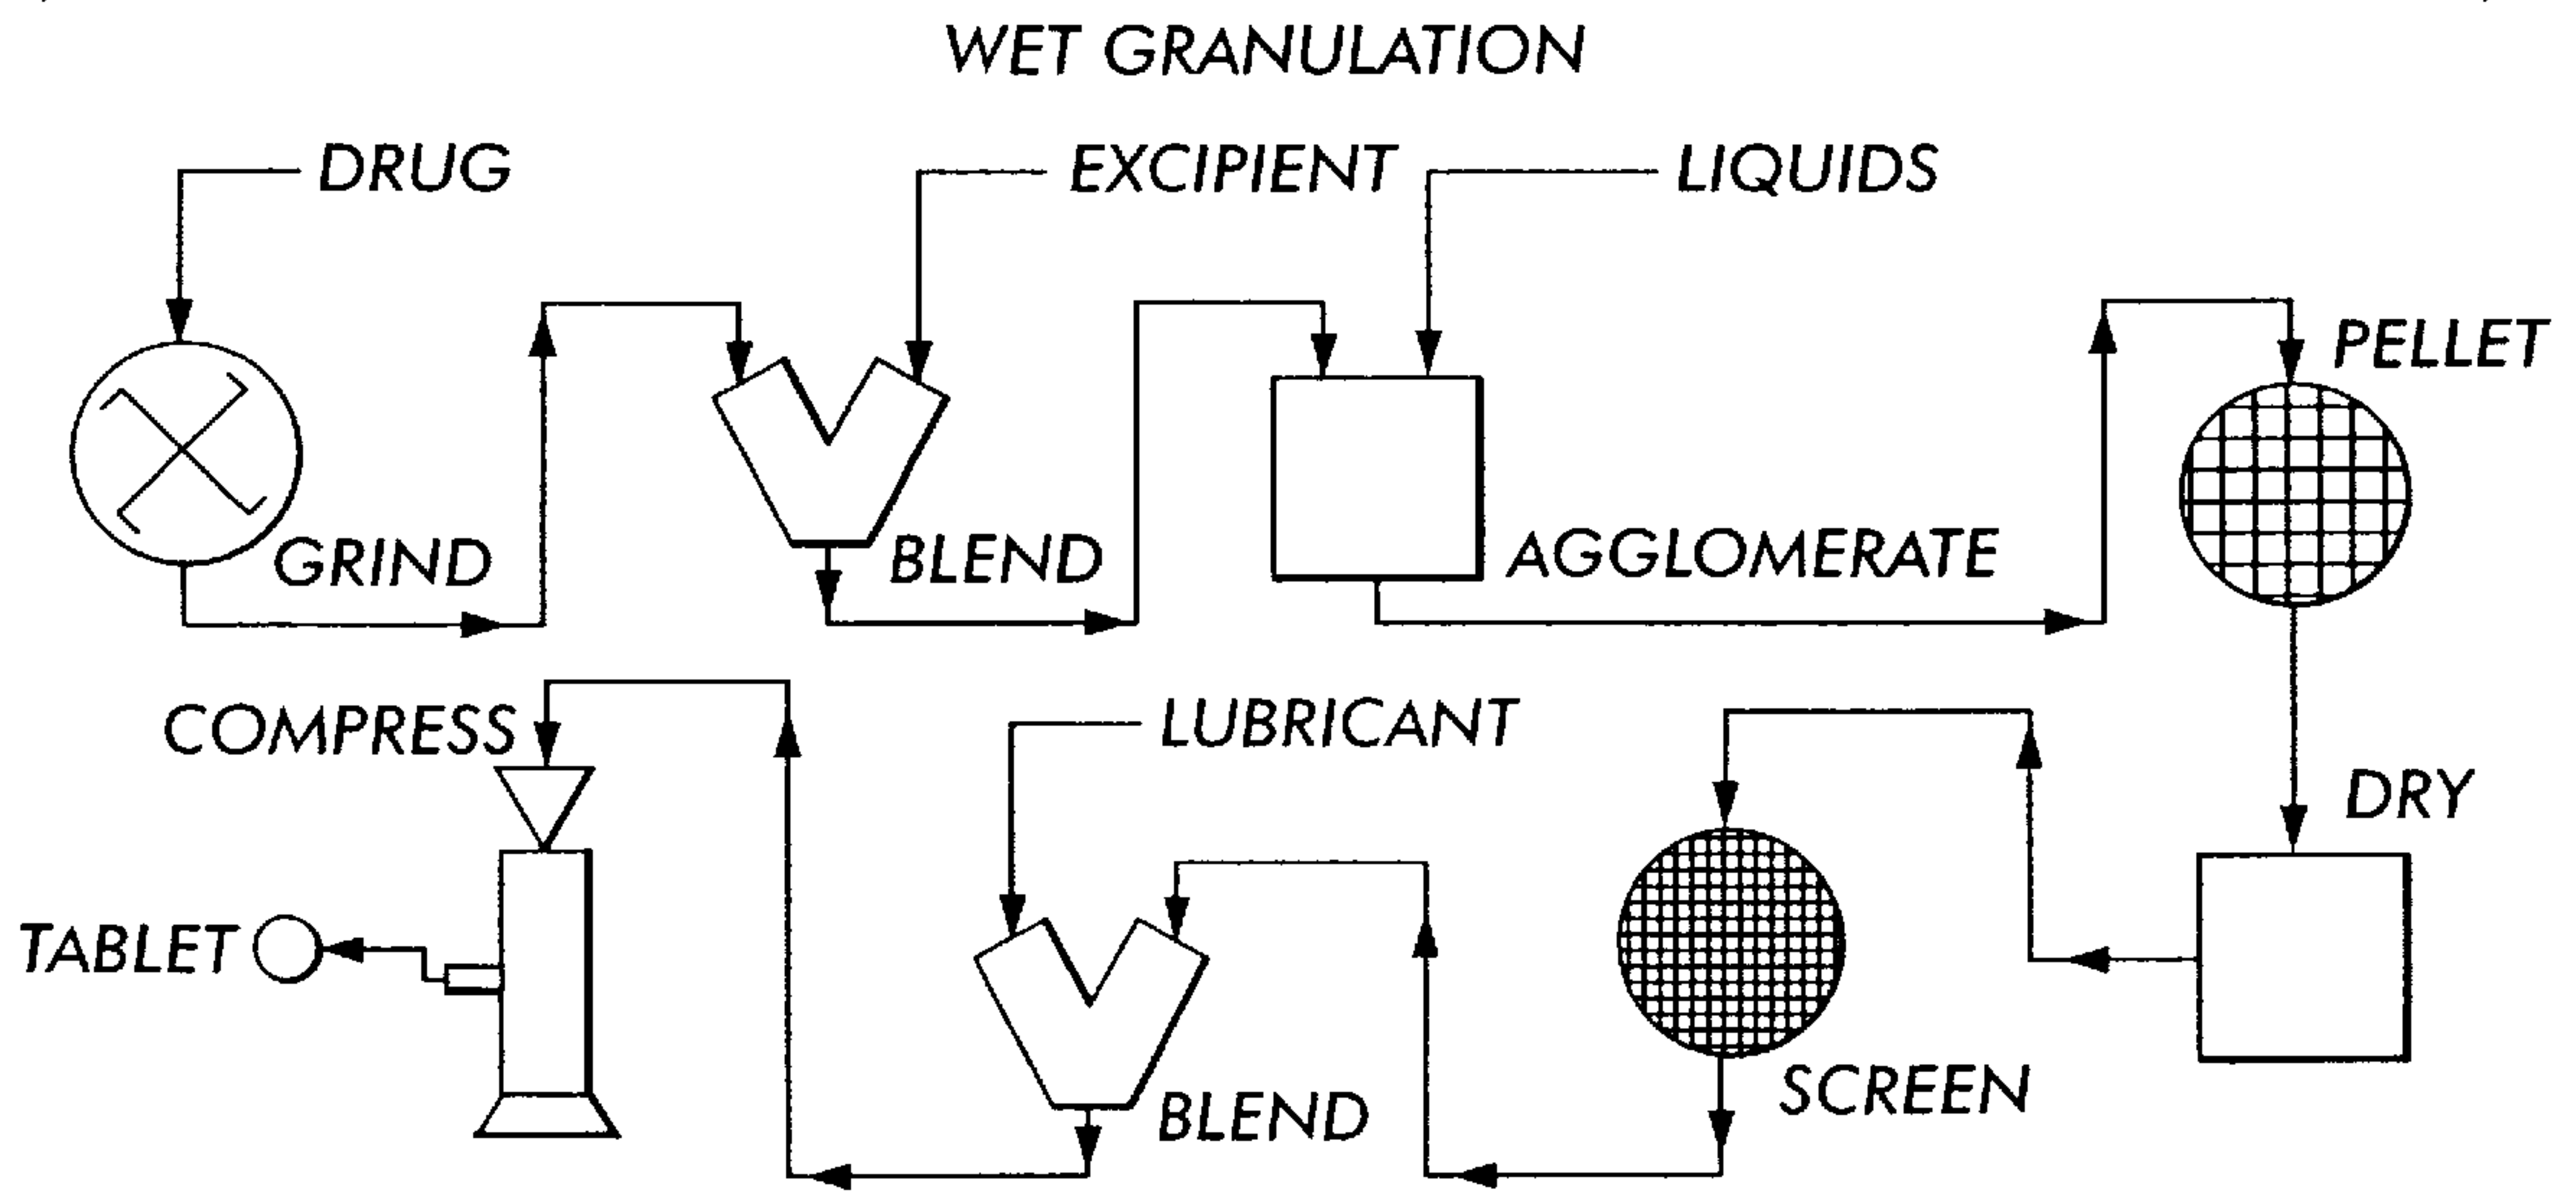 WET GRANULATION
DRUG
EXCIPIENT
LIQUIDS
PELLET
GRIND
BLEND
AGGLOMERATE
COMPRESS
LUBRICANT
DRY
TABLET
SCREEN
BLEND